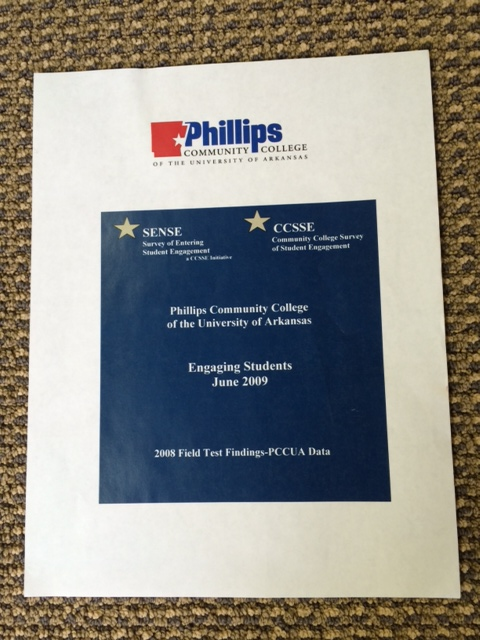 Phillips
COMMUNITY COLLEGE
OF THE UNIVERSITY OF ARKANSAS
SENSE
Survey of Entering
Student Engagement
a CCSSE Initiative
CCSSE
Community College Survey
of Student Engagement
Phillips Community College
of the University of Arkansas
Engaging Students
June 2009
2008 Field Test Findings-PCCUA Data